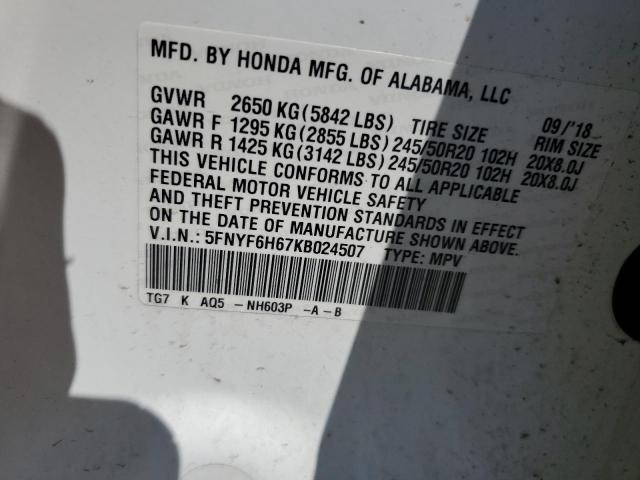 MFD. BY HONDA MFG. OF ALABAMA, LLC
GVWR 2650 KG(5842 LBS) TIRE SIZE 09/'18 RIM SIZE
GAWR F 1295 KG(2855 LBS) 245/50R20 102H 20X8.0J
GAWR R 1425 KG(3142 LBS) 245/50R20 102H 20X8.0J
THIS VEHICLE CONFORMS TO ALL APPLICABLE
FEDERAL MOTOR VEHICLE SAFETY
AND THEFT PREVENTION STANDARDS IN EFFECT
ON THE DATE OF MANUFACTURE SHOWN ABOVE.
V.I.N.: 5FNYF6H67KB024507 TYPE: MPV
TG7 K AQ5 -NH603P -A-B